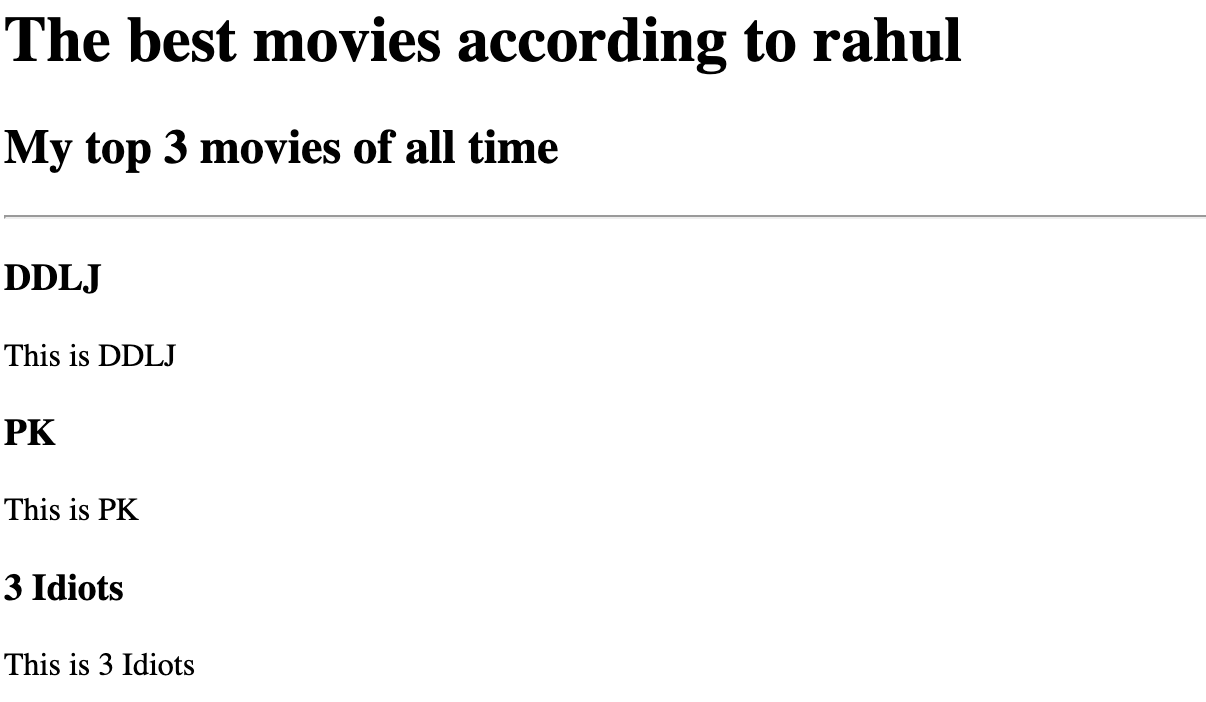 The best movies according to rahul
My top 3 movies of all time
DDLJ
This is DDLJ
PK
This is PK
3 Idiots
This is 3 Idiots